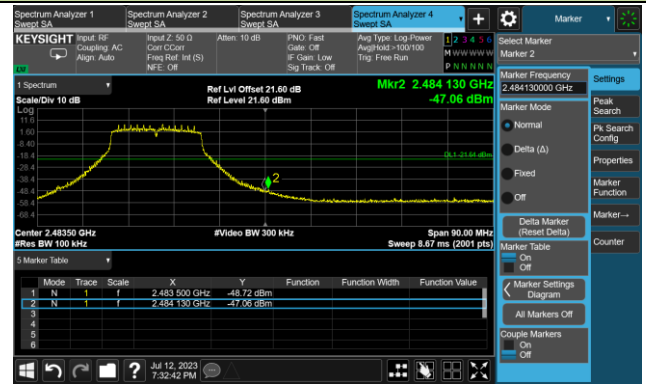 Spectrum Analyzer 1
Swept SA
Spectrum Analyzer 2
Swept SA
Spectrum Analyzer 3
Swept SA
Spectrum Analyzer 4
Swept SA
Marker
KEYSIGHT
Input: RF
Coupling: AC
Align: Auto
Input Z: 50 Ω
Corr CCorr
Freq Ref: Int (S)
NFE: Off
Atten: 10 dB
PNO: Fast
Gate: Off
IF Gain: Low
Sig Track: Off
Avg Type: Log-Power
Avg|Hold:>100/100
Trig: Free Run
1 2 3 4 5 6
M W W W W W
P N N N N N
Select Marker
Marker 2
1 Spectrum
Scale/Div 10 dB
Log
Ref Lvl Offset 21.60 dB
Ref Level 21.60 dBm
Mkr2 2.484 130 GHz
-47.06 dBm
11.6
1.60
-8.40
-18.4
-28.4
-38.4
-48.4
-58.4
-68.4
DL1 -21.64 dBm
2
Center 2.48350 GHz
#Res BW 100 kHz
#Video BW 300 kHz
Span 90.00 MHz
Sweep 8.67 ms (2001 pts)
5 Marker Table
Mode Trace Scale X Y Function Function Width Function Value
1 N 1 f 2.483 500 GHz -48.72 dBm
2 N 1 f 2.484 130 GHz -47.06 dBm
3
4
5
6
Marker Frequency
2.484130000 GHz
Marker Mode
Normal
Delta (Δ)
Fixed
Off
Delta Marker
(Reset Delta)
Marker Table
On
Off
Marker Settings
Diagram
All Markers Off
Couple Markers
On
Off
Settings
Peak
Search
Pk Search
Config
Properties
Marker
Function
Marker→
Counter
?
Jul 12, 2023
7:32:42 PM